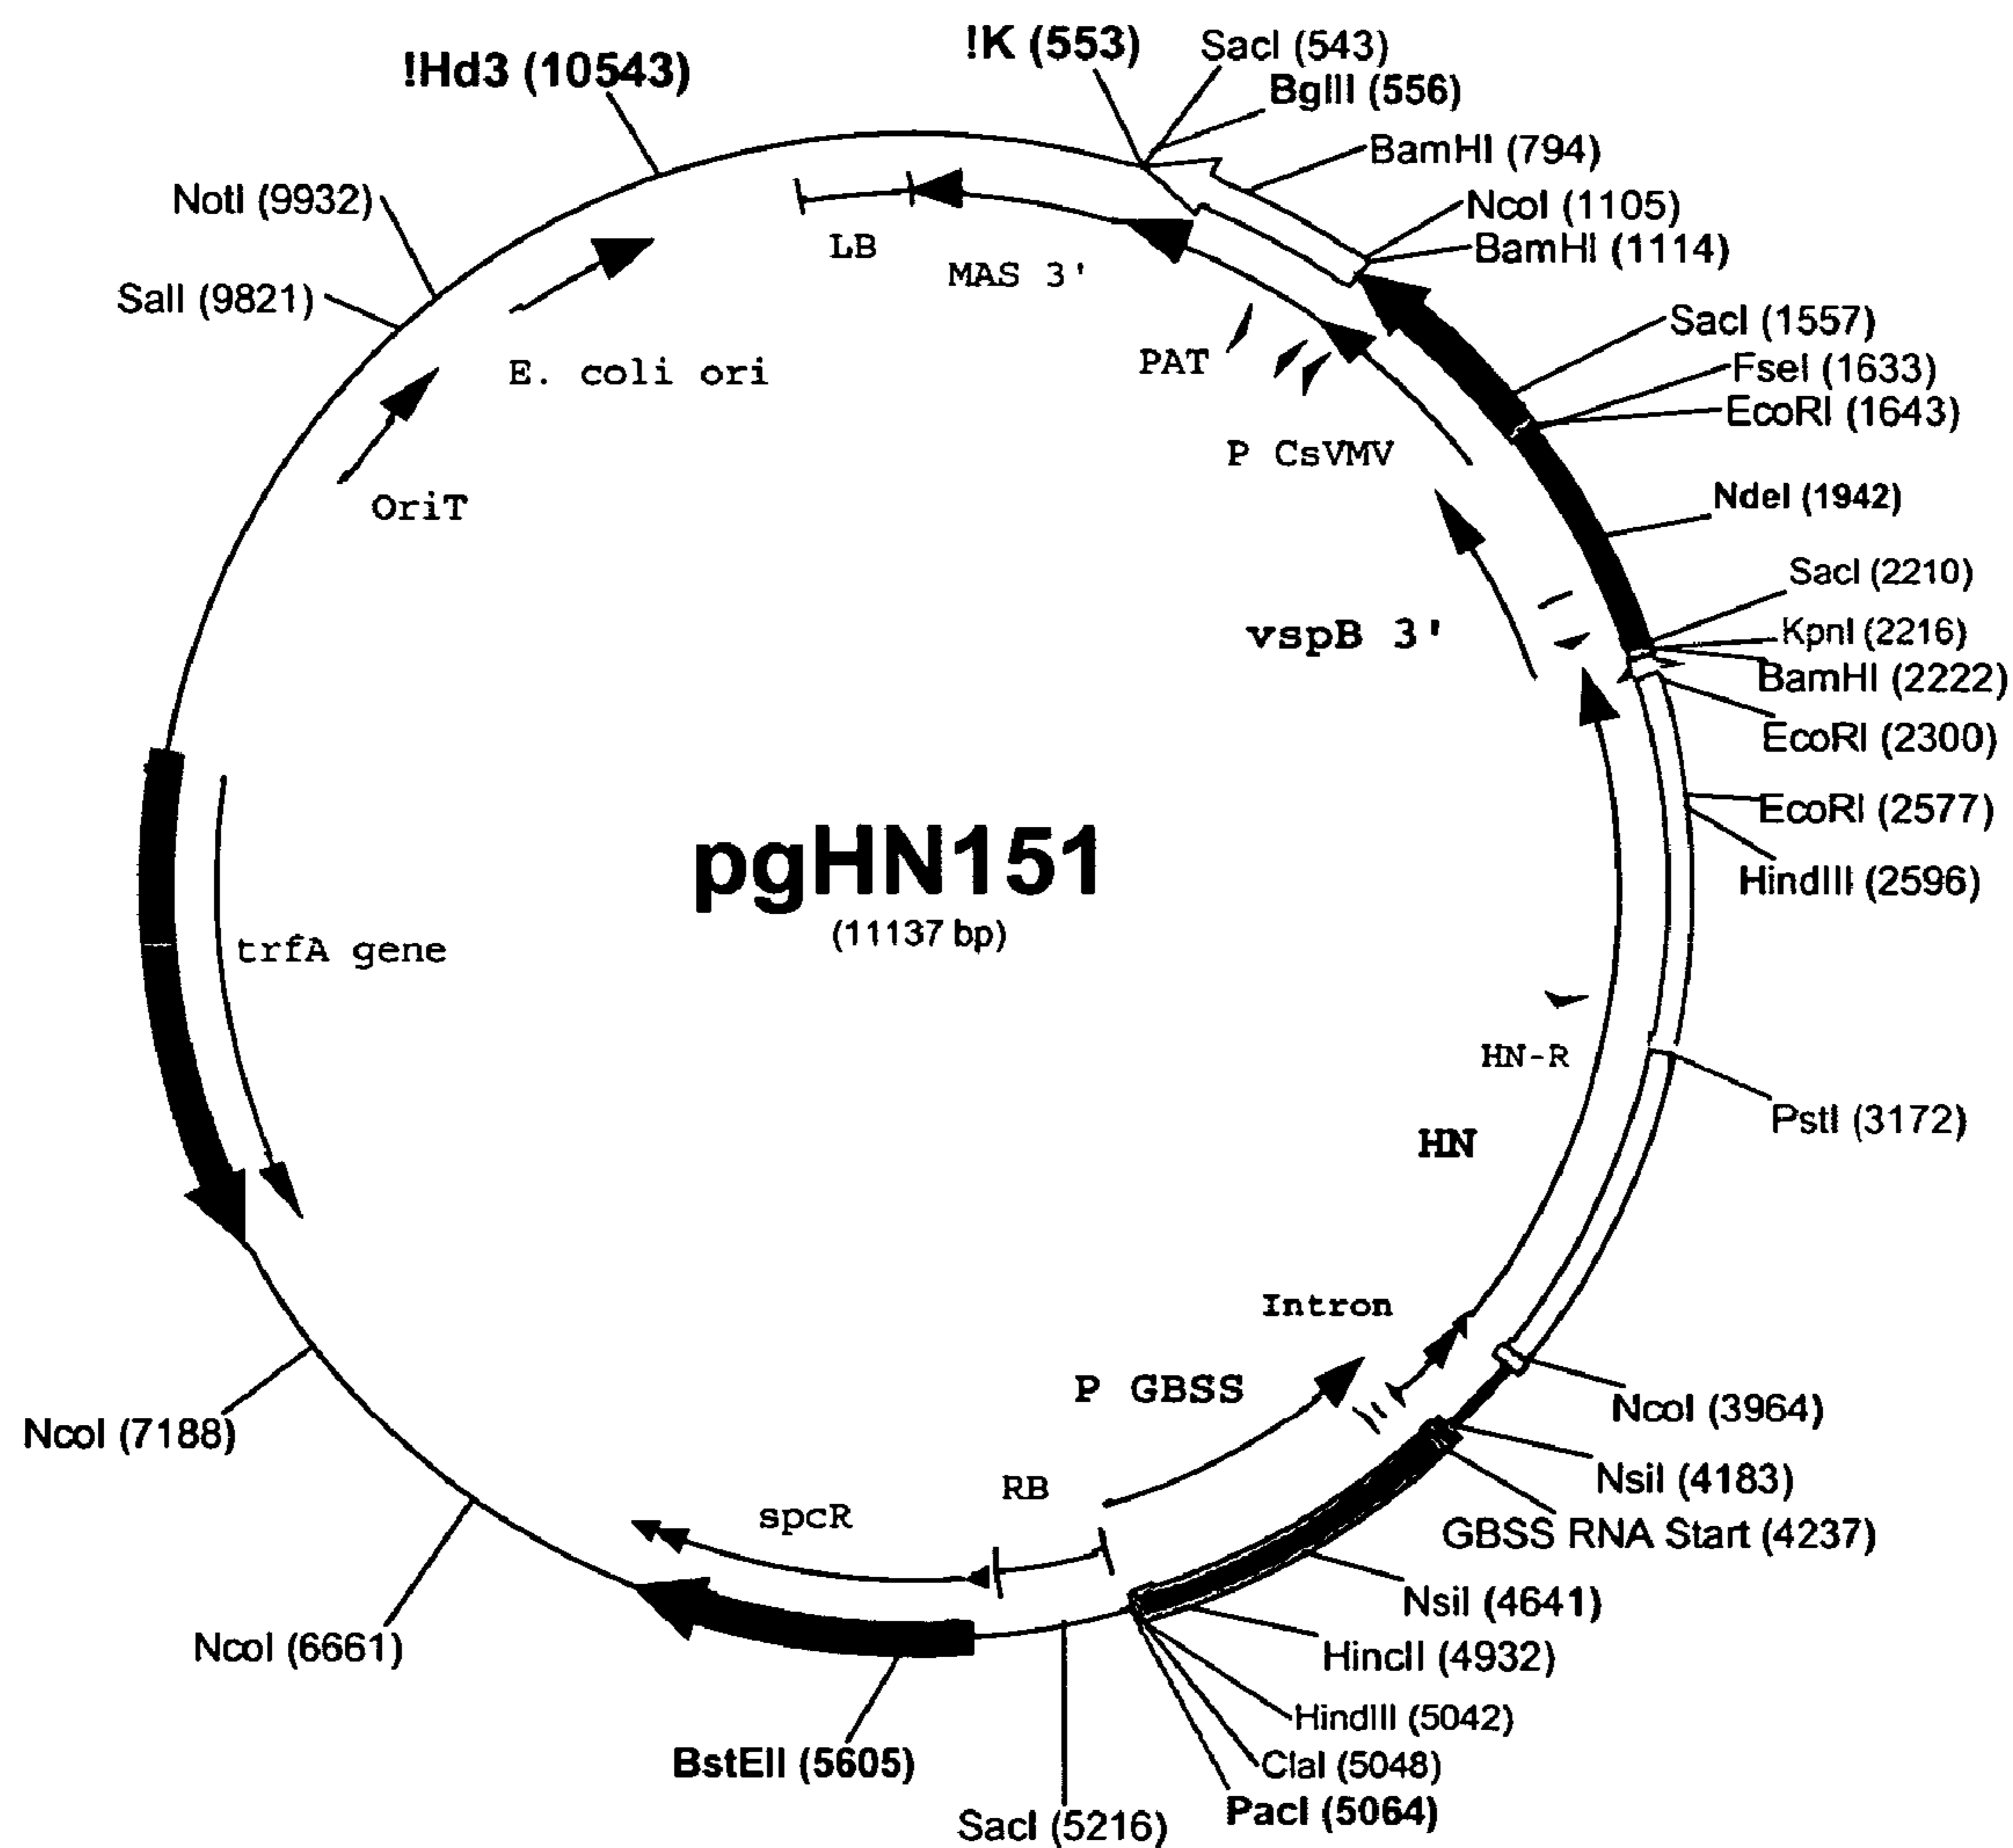 !Hd3 (10543)
!K (553)
SacI (543)
BglII (556)
BamHI (794)
NcoI (1105)
BamHI (1114)
SacI (1557)
FseI (1633)
EcoRI (1643)
NdeI (1942)
SacI (2210)
KpnI (2216)
BamHI (2222)
EcoRI (2300)
EcoRI (2577)
HindIII (2596)
PstI (3172)
NcoI (3964)
NsiI (4183)
GBSS RNA Start (4237)
NsiI (4641)
HincII (4932)
HindIII (5042)
ClaI (5048)
PacI (5064)
SacI (5216)
BstEII (5605)
NcoI (6661)
NcoI (7188)
SalI (9821)
NotI (9932)
LB
MAS 3'
PAT
P CsVMV
vspB 3'
HN-R
HN
Intron
P GBSS
RB
spcR
trfA gene
OriT
E. coli ori
pgHN151
(11137 bp)